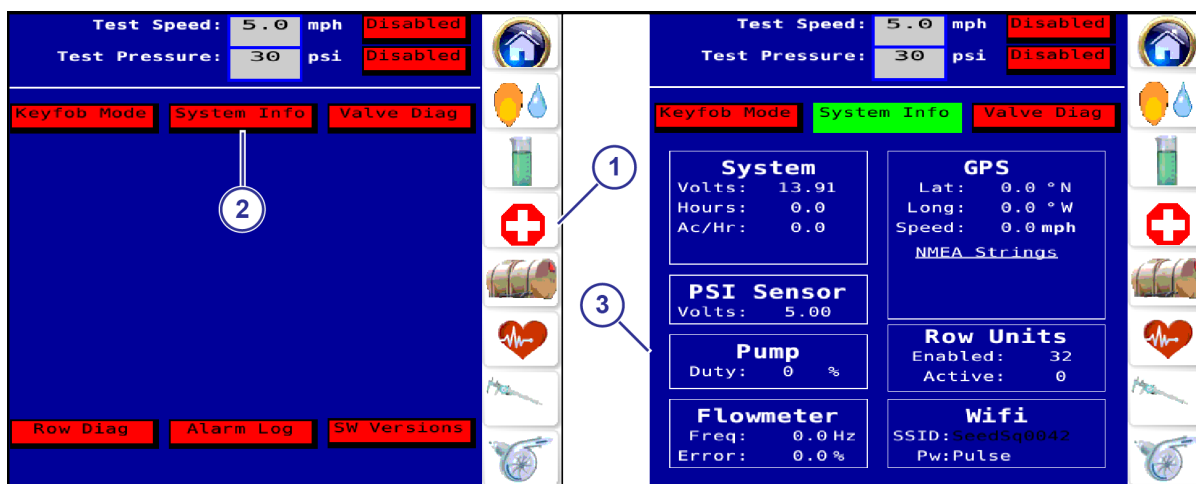 Test Speed: 5.0 mph Disabled
Test Pressure: 30 psi Disabled
Keyfob Mode System Info Valve Diag
2
Row Diag Alarm Log SW Versions
1
3
Test Speed: 5.0 mph Disabled
Test Pressure: 30 psi Disabled
Keyfob Mode System Info Valve Diag
System
Volts: 13.91
Hours: 0.0
Ac/Hr: 0.0
PSI Sensor
Volts: 5.00
Pump
Duty: 0 %
Flowmeter
Freq: 0.0 Hz
Error: 0.0 %
GPS
Lat: 0.0 ° N
Long: 0.0 ° W
Speed: 0.0 mph
NMEA Strings
Row Units
Enabled: 32
Active: 0
Wifi
SSID: SeedSq0042
Pw:Pulse